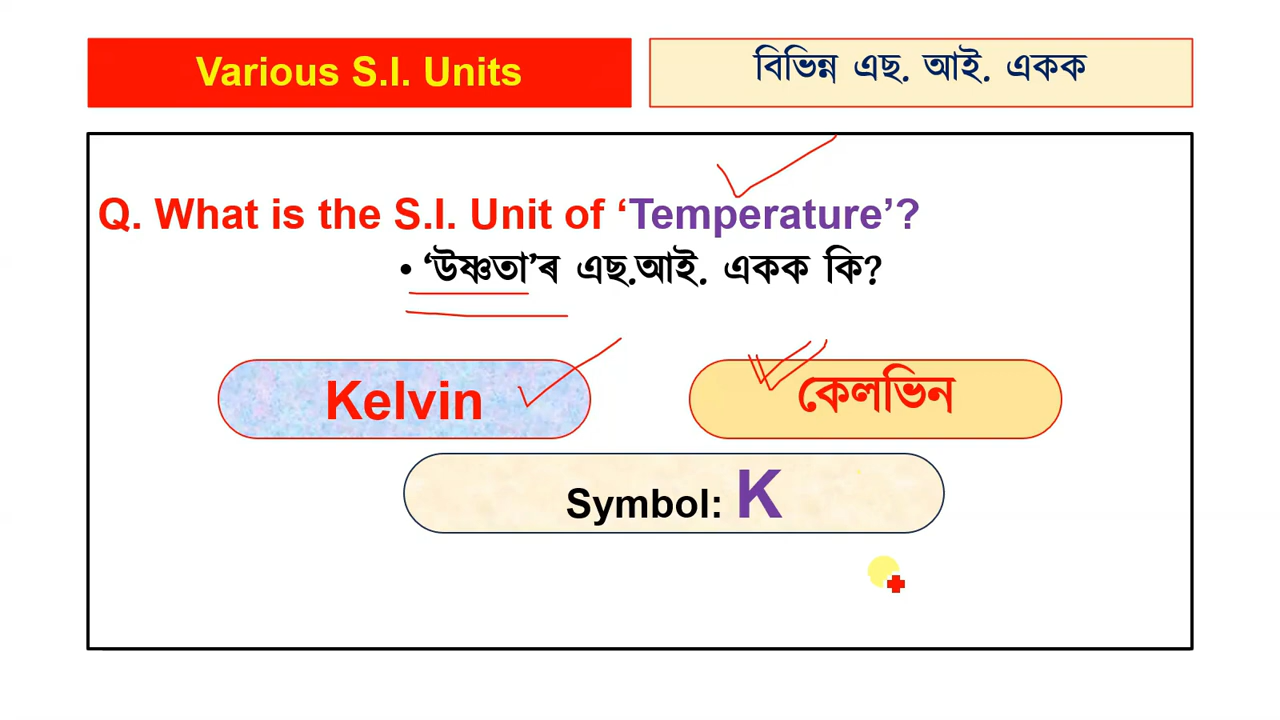 Various S.I. Units
বিভিন্ন এছ. আই. একক
Q. What is the S.I. Unit of ‘Temperature’?
• ‘উষ্ণতা’ৰ এছ.আই. একক কি?
Kelvin
কেলভিন
Symbol: K